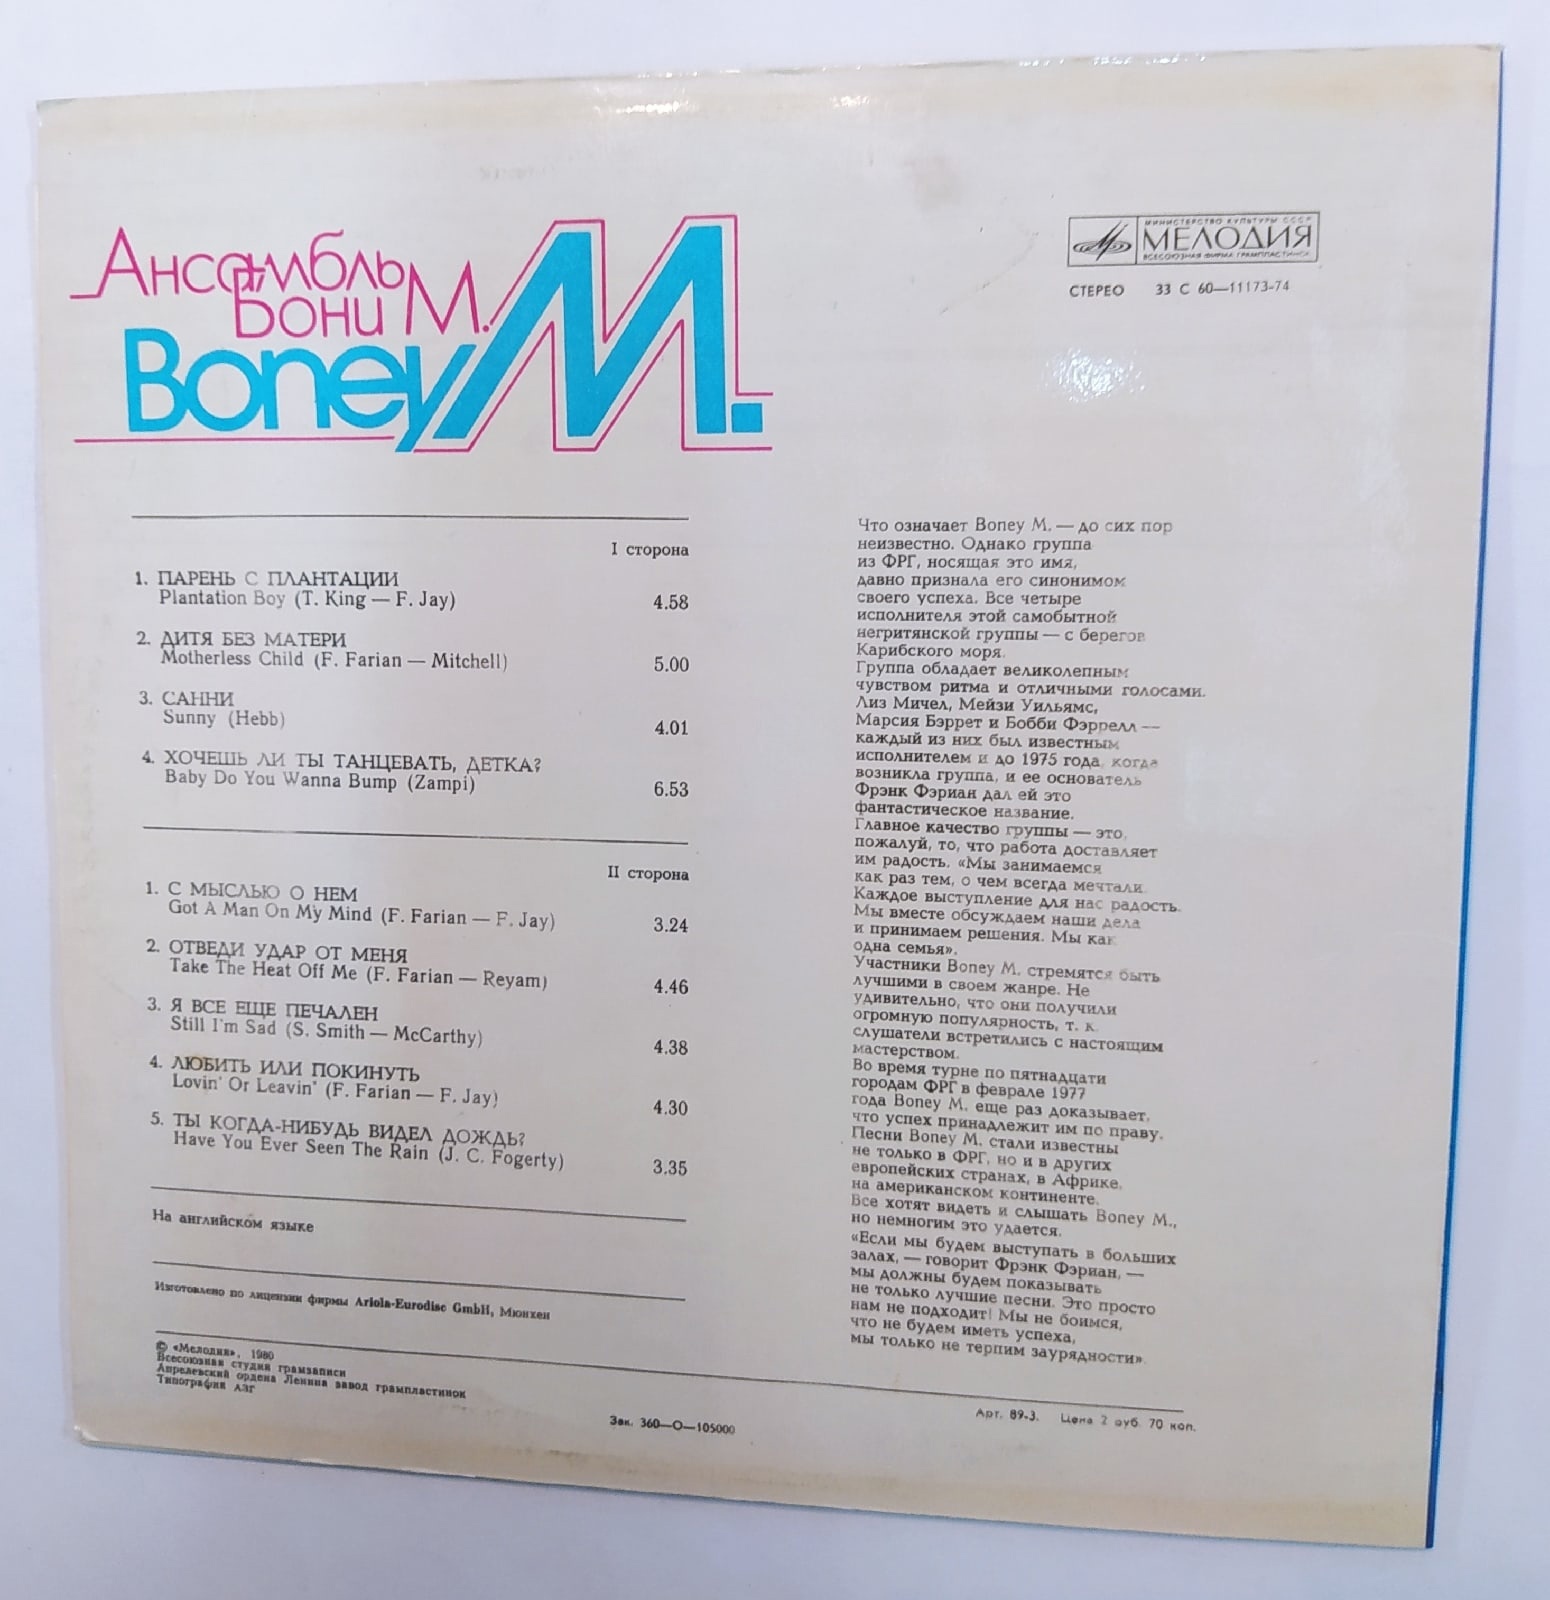 Ансамбль
Бони М.
Boney M.
МИНИСТЕРСТВО КУЛЬТУРЫ СССР
МЕЛОДИЯ
ВСЕСОЮЗНАЯ ФИРМА ГРАМПЛАСТИНОК
СТЕРЕО 33 С 60—11173-74
I сторона
1. ПАРЕНЬ С ПЛАНТАЦИИ
Plantation Boy (T. King — F. Jay) 4.58
2. ДИТЯ БЕЗ МАТЕРИ
Motherless Child (F. Farian — Mitchell) 5.00
3. САННИ
Sunny (Hebb) 4.01
4. ХОЧЕШЬ ЛИ ТЫ ТАНЦЕВАТЬ, ДЕТКА?
Baby Do You Wanna Bump (Zampi) 6.53
II сторона
1. С МЫСЛЬЮ О НЕМ
Got A Man On My Mind (F. Farian — F. Jay) 3.24
2. ОТВЕДИ УДАР ОТ МЕНЯ
Take The Heat Off Me (F. Farian — Reyam) 4.46
3. Я ВСЕ ЕЩЕ ПЕЧАЛЕН
Still I'm Sad (S. Smith — McCarthy) 4.38
4. ЛЮБИТЬ ИЛИ ПОКИНУТЬ
Lovin' Or Leavin' (F. Farian — F. Jay) 4.30
5. ТЫ КОГДА-НИБУДЬ ВИДЕЛ ДОЖДЬ?
Have You Ever Seen The Rain (J. C. Fogerty) 3.35
На английском языке
Изготовлено по лицензии фирмы Ariola-Eurodisc GmbH, Мюнхен
© «Мелодия», 1980
Всесоюзная студия грамзаписи
Апрелевский ордена Ленина завод грампластинок
Типография АЗГ
Зак. 360—О—105000
Что означает Boney M. — до сих пор
неизвестно. Однако группа
из ФРГ, носящая это имя,
давно признала его синонимом
своего успеха. Все четыре
исполнителя этой самобытной
негритянской группы — с берегов
Карибского моря.
Группа обладает великолепным
чувством ритма и отличными голосами.
Лиз Мичел, Мейзи Уильямс,
Марсия Бэррет и Бобби Фэррелл —
каждый из них был известным
исполнителем и до 1975 года, когда
возникла группа, и ее основатель
Фрэнк Фэриан дал ей это
фантастическое название.
Главное качество группы — это,
пожалуй, то, что работа доставляет
им радость. «Мы занимаемся
как раз тем, о чем всегда мечтали.
Каждое выступление для нас радость.
Мы вместе обсуждаем наши дела
и принимаем решения. Мы как
одна семья».
Участники Boney M. стремятся быть
лучшими в своем жанре. Не
удивительно, что они получили
огромную популярность, т. к.
слушатели встретились с настоящим
мастерством.
Во время турне по пятнадцати
городам ФРГ в феврале 1977
года Boney M. еще раз доказывает,
что успех принадлежит им по праву.
Песни Boney M. стали известны
не только в ФРГ, но и в других
европейских странах, в Африке,
на американском континенте.
Все хотят видеть и слышать Boney M.,
но немногим это удается.
«Если мы будем выступать в больших
залах, — говорит Фрэнк Фэриан, —
мы должны будем показывать
не только лучшие песни. Это просто
нам не подходит! Мы не боимся,
что не будем иметь успеха,
мы только не терпим заурядности».
Арт. 89-3. Цена 2 руб. 70 коп.